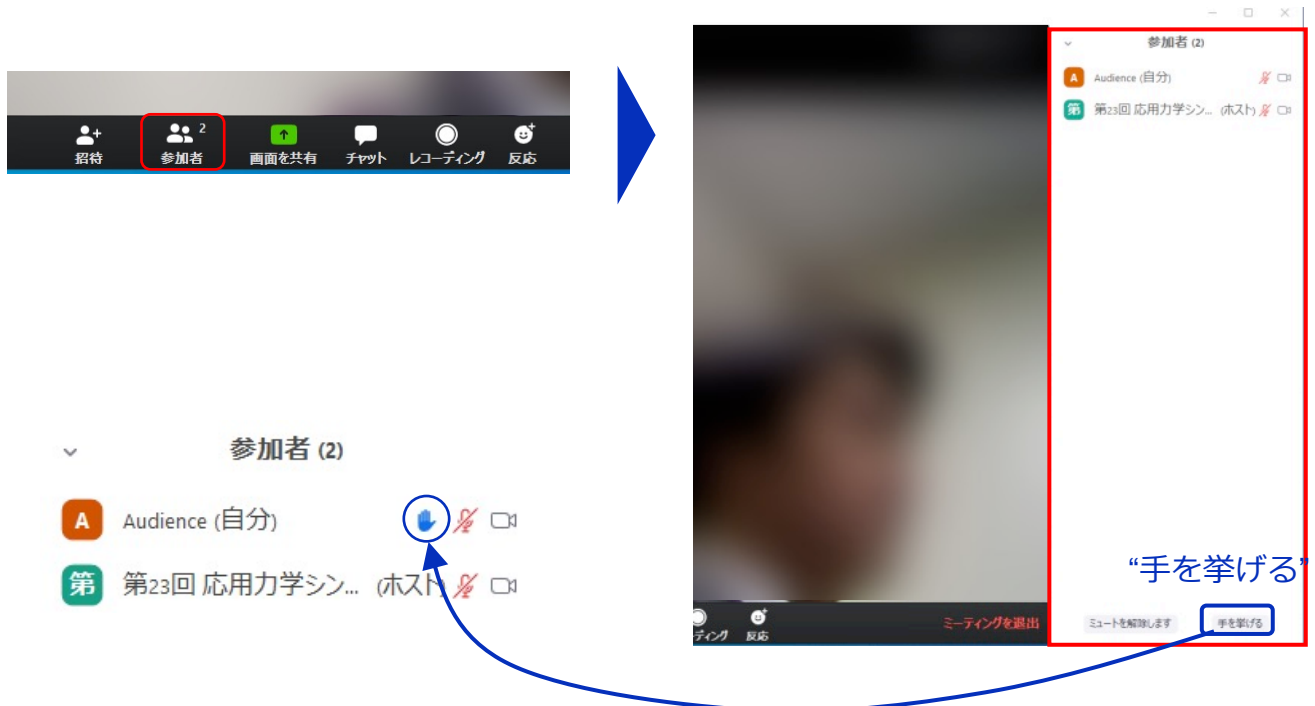 2
招待 参加者 画面を共有 チャット レコーディング 反応
参加者 (2)
A Audience (自分)
第 第23回 応用力学シン... (ホスト)
“手を挙げる”
ミュートを解除します 手を挙げる
ディング 反応 ミーティングを退出
参加者 (2)
A Audience (自分)
第 第23回 応用力学シン... (ホスト)